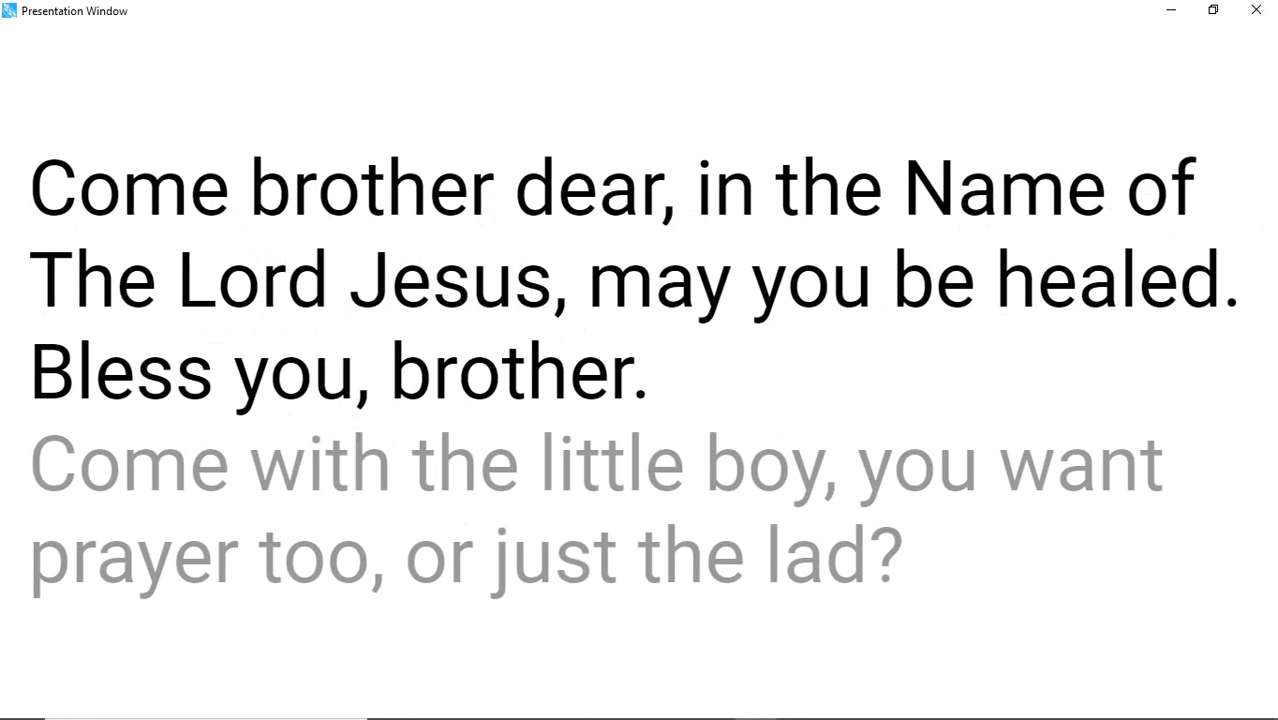 Presentation Window
Come brother dear, in the Name of
The Lord Jesus, may you be healed.
Bless you, brother.
Come with the little boy, you want
prayer too, or just the lad?